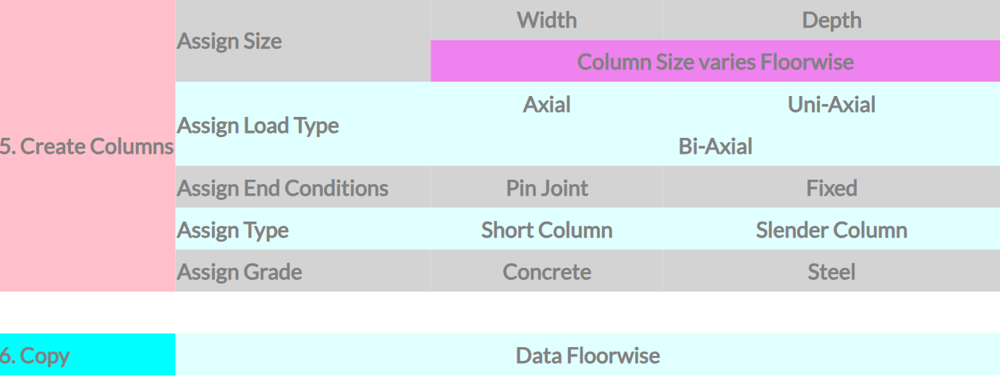 Assign Size
Width
Depth
Column Size varies Floorwise
5. Create Columns
Assign Load Type
Axial
Uni-Axial
Bi-Axial
Assign End Conditions
Pin Joint
Fixed
Assign Type
Short Column
Slender Column
Assign Grade
Concrete
Steel
6. Copy
Data Floorwise